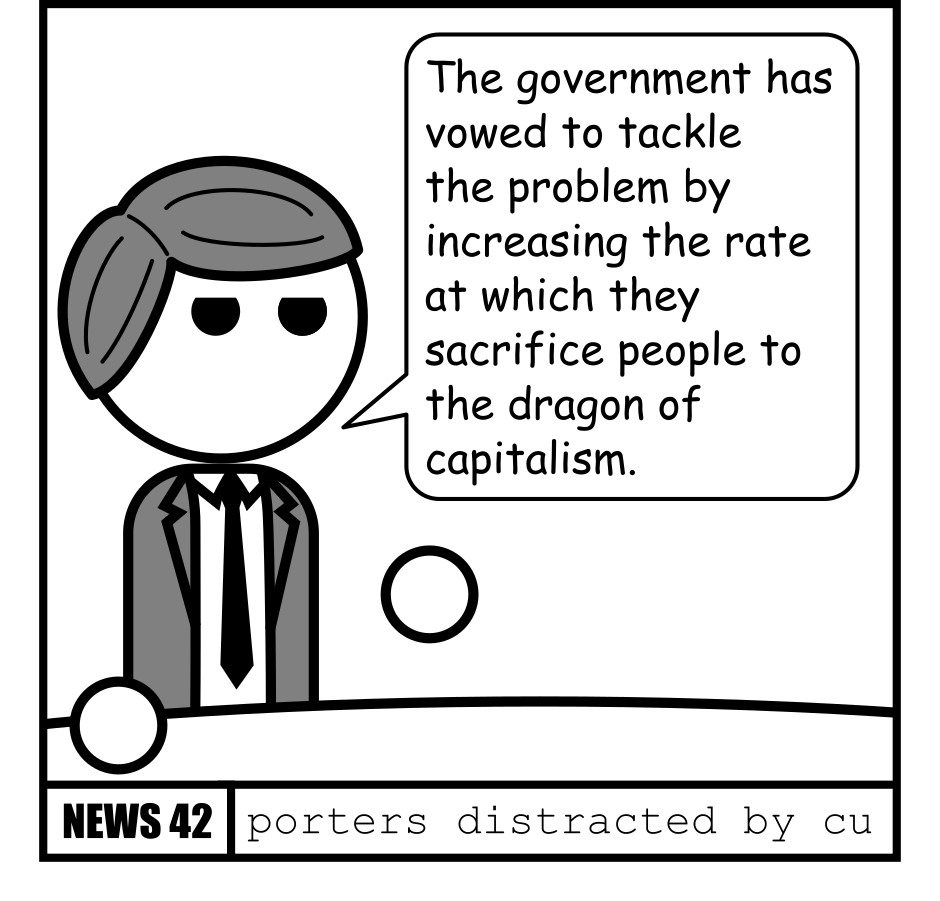 The government has
vowed to tackle
the problem by
increasing the rate
at which they
sacrifice people to
the dragon of
capitalism.
NEWS 42
porters distracted by cu